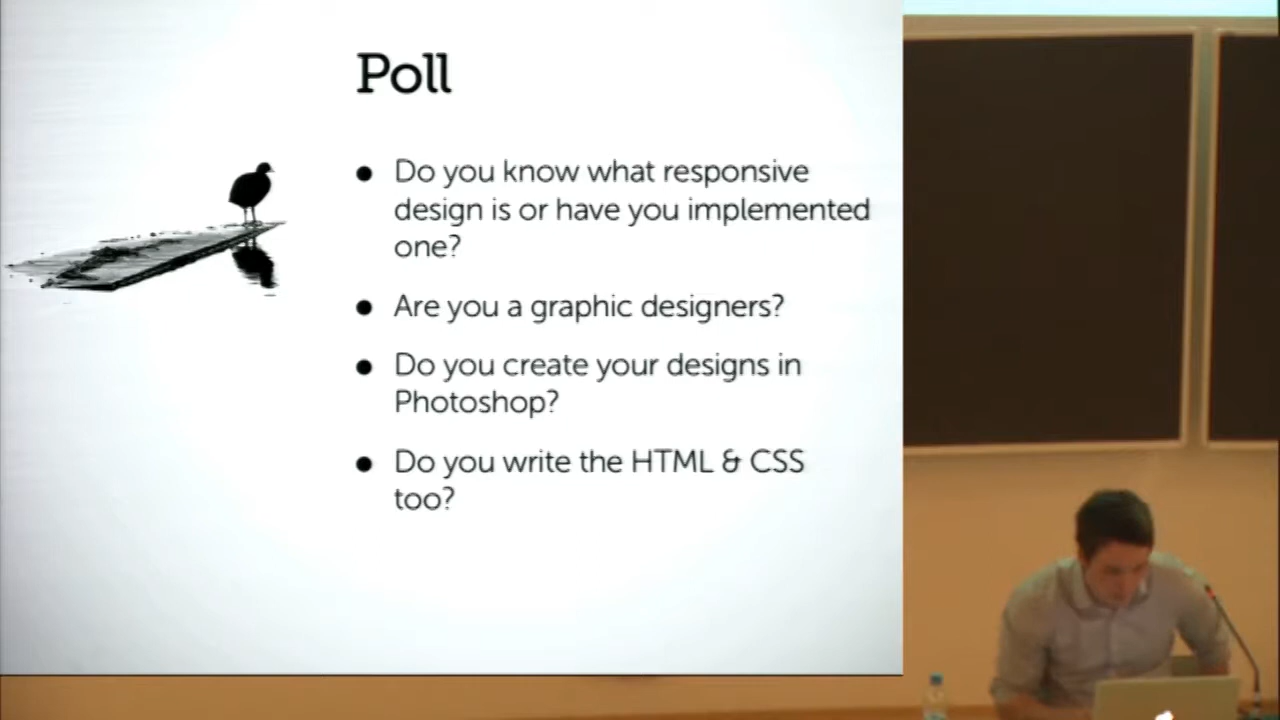 Poll
● Do you know what responsive
design is or have you implemented
one?
● Are you a graphic designers?
● Do you create your designs in
Photoshop?
● Do you write the HTML & CSS
too?